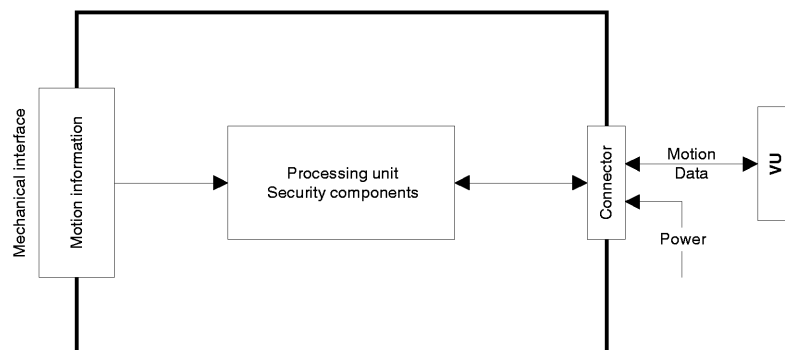 Mechanical interface
Motion information
Processing unit
Security components
Connector
Motion
Data
Power
VU